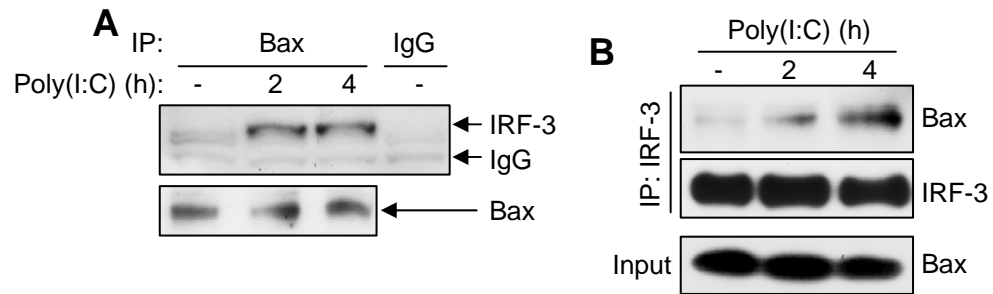 A
IP: Bax IgG
Poly(I:C) (h): - 2 4 -
IRF-3
IgG
Bax
B
Poly(I:C) (h)
- 2 4
IP: IRF-3
Bax
IRF-3
Input Bax